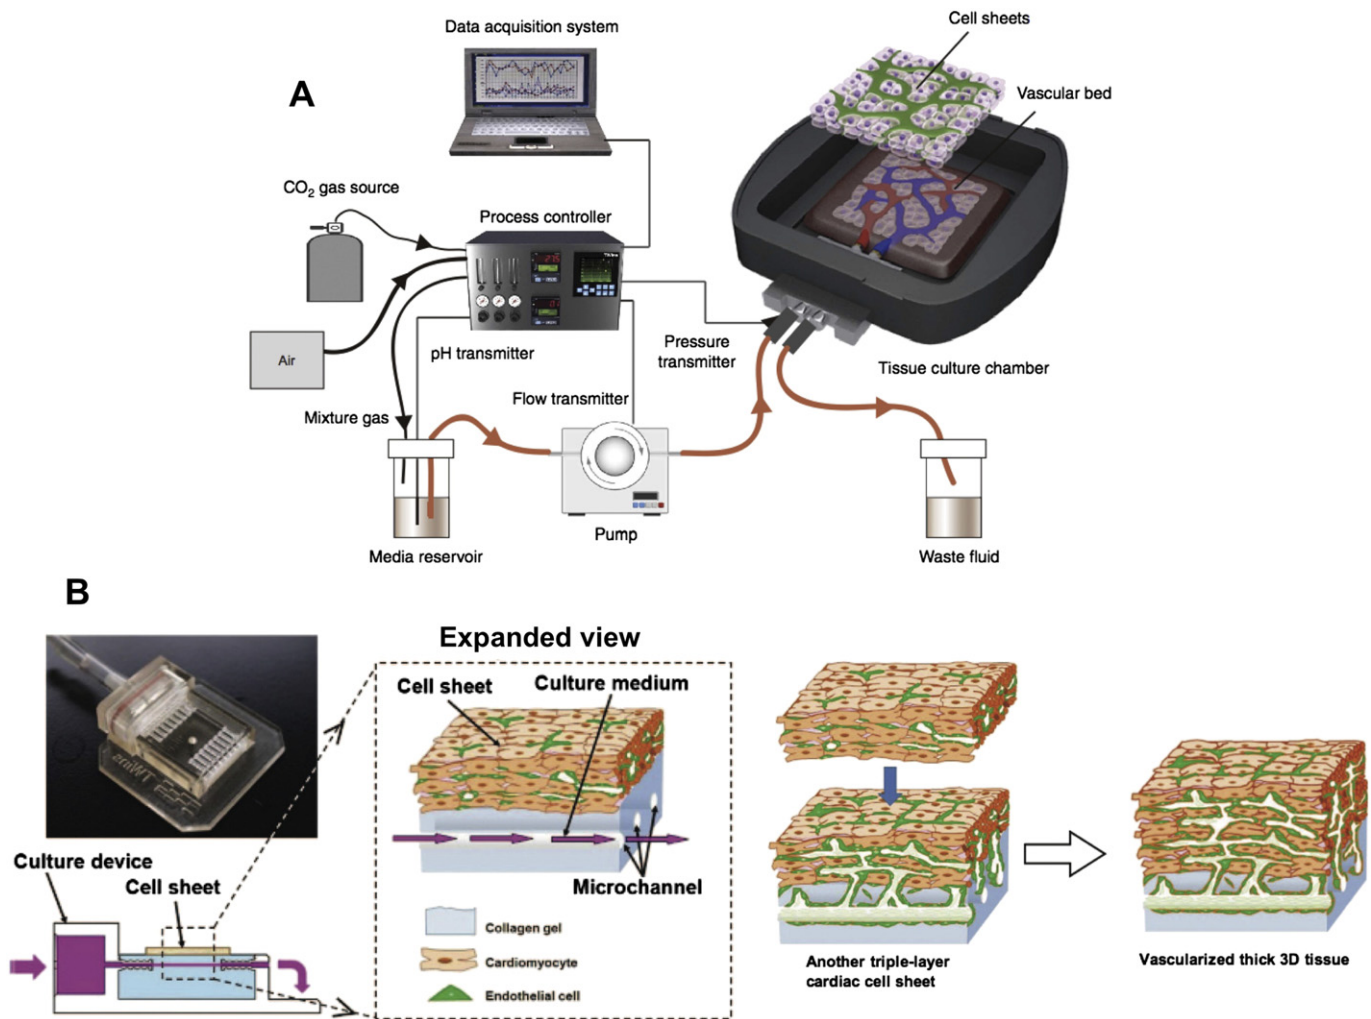 Cell sheets
Data acquisition system
A
Vascular bed
CO₂ gas source
Process controller
Air
pH transmitter
Pressure
transmitter
Tissue culture chamber
Flow transmitter
Mixture gas
Pump
Media reservoir
Waste fluid
B
Expanded view
Cell sheet
Culture medium
Culture device
Cell sheet
Microchannel
Collagen gel
Cardiomyocyte
Endothelial cell
Another triple-layer
cardiac cell sheet
Vascularized thick 3D tissue